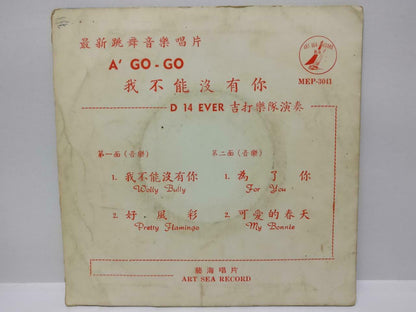 最新跳舞音樂唱片
A' GO - GO
ART SEA RECORD
MEP-3041
我不能沒有你
D 14 EVER 吉打樂隊演奏
第一面(音樂)
1. 我不能沒有你
Wolly Bully
2. 好風彩
Pretty Flamingo
第二面(音樂)
1. 為了你
For You
2. 可愛的春天
My Bonnie
藝海唱片
ART SEA RECORD